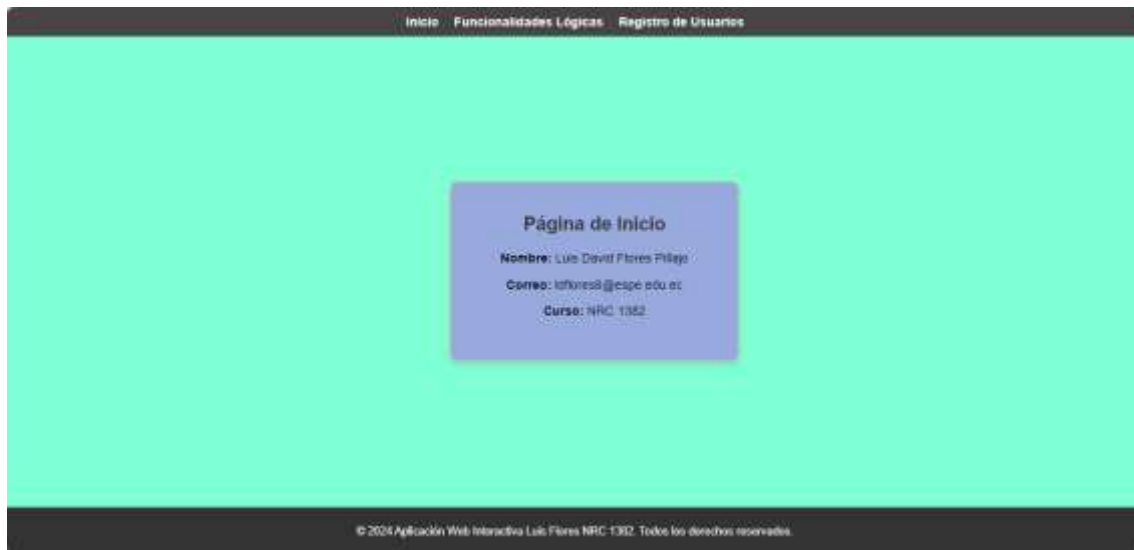 Inicio Funcionalidades Lógicas Registro de Usuarios
Página de Inicio
Nombre: Luis David Flores Pillajo
Correo: ldflores8@espe.edu.ec
Curso: NRC 1382
© 2024 Aplicación Web Interactiva Luis Flores NRC 1382. Todos los derechos reservados.